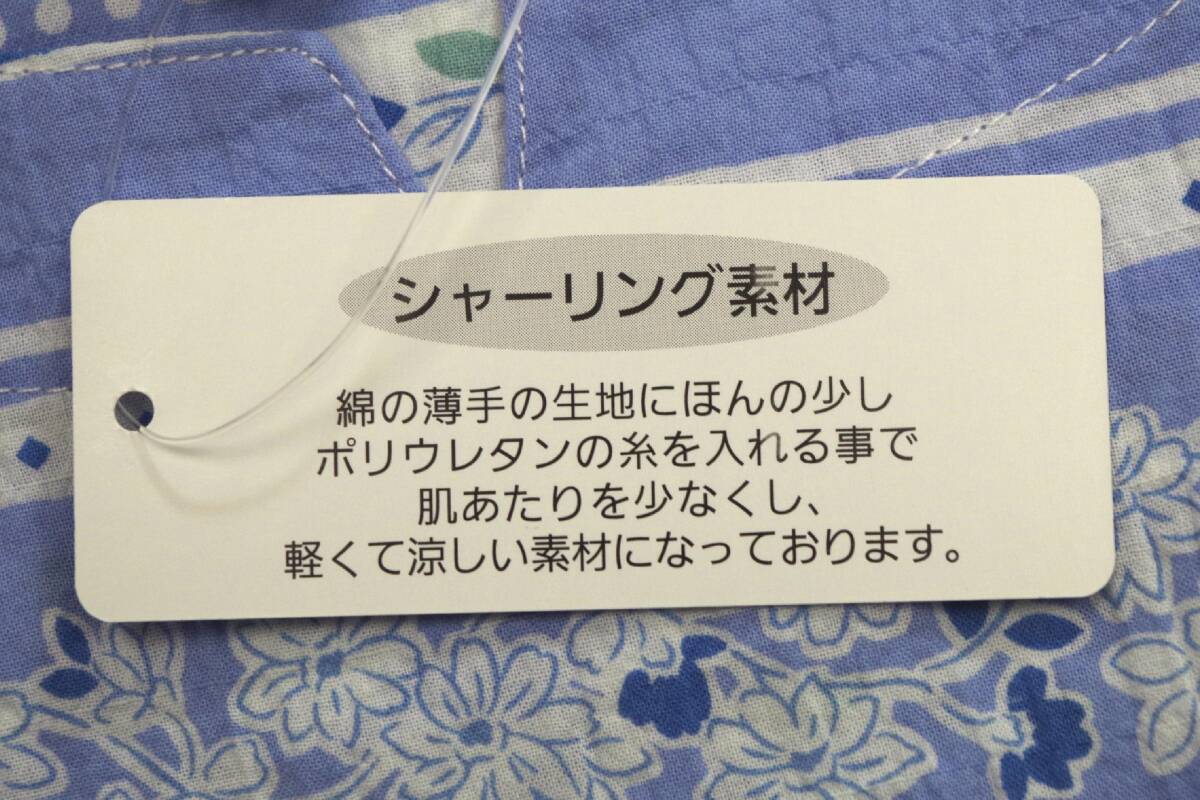 シャーリング素材
綿の薄手の生地にほんの少し
ポリウレタンの糸を入れる事で
肌あたりを少なくし、
軽くて涼しい素材になっております。